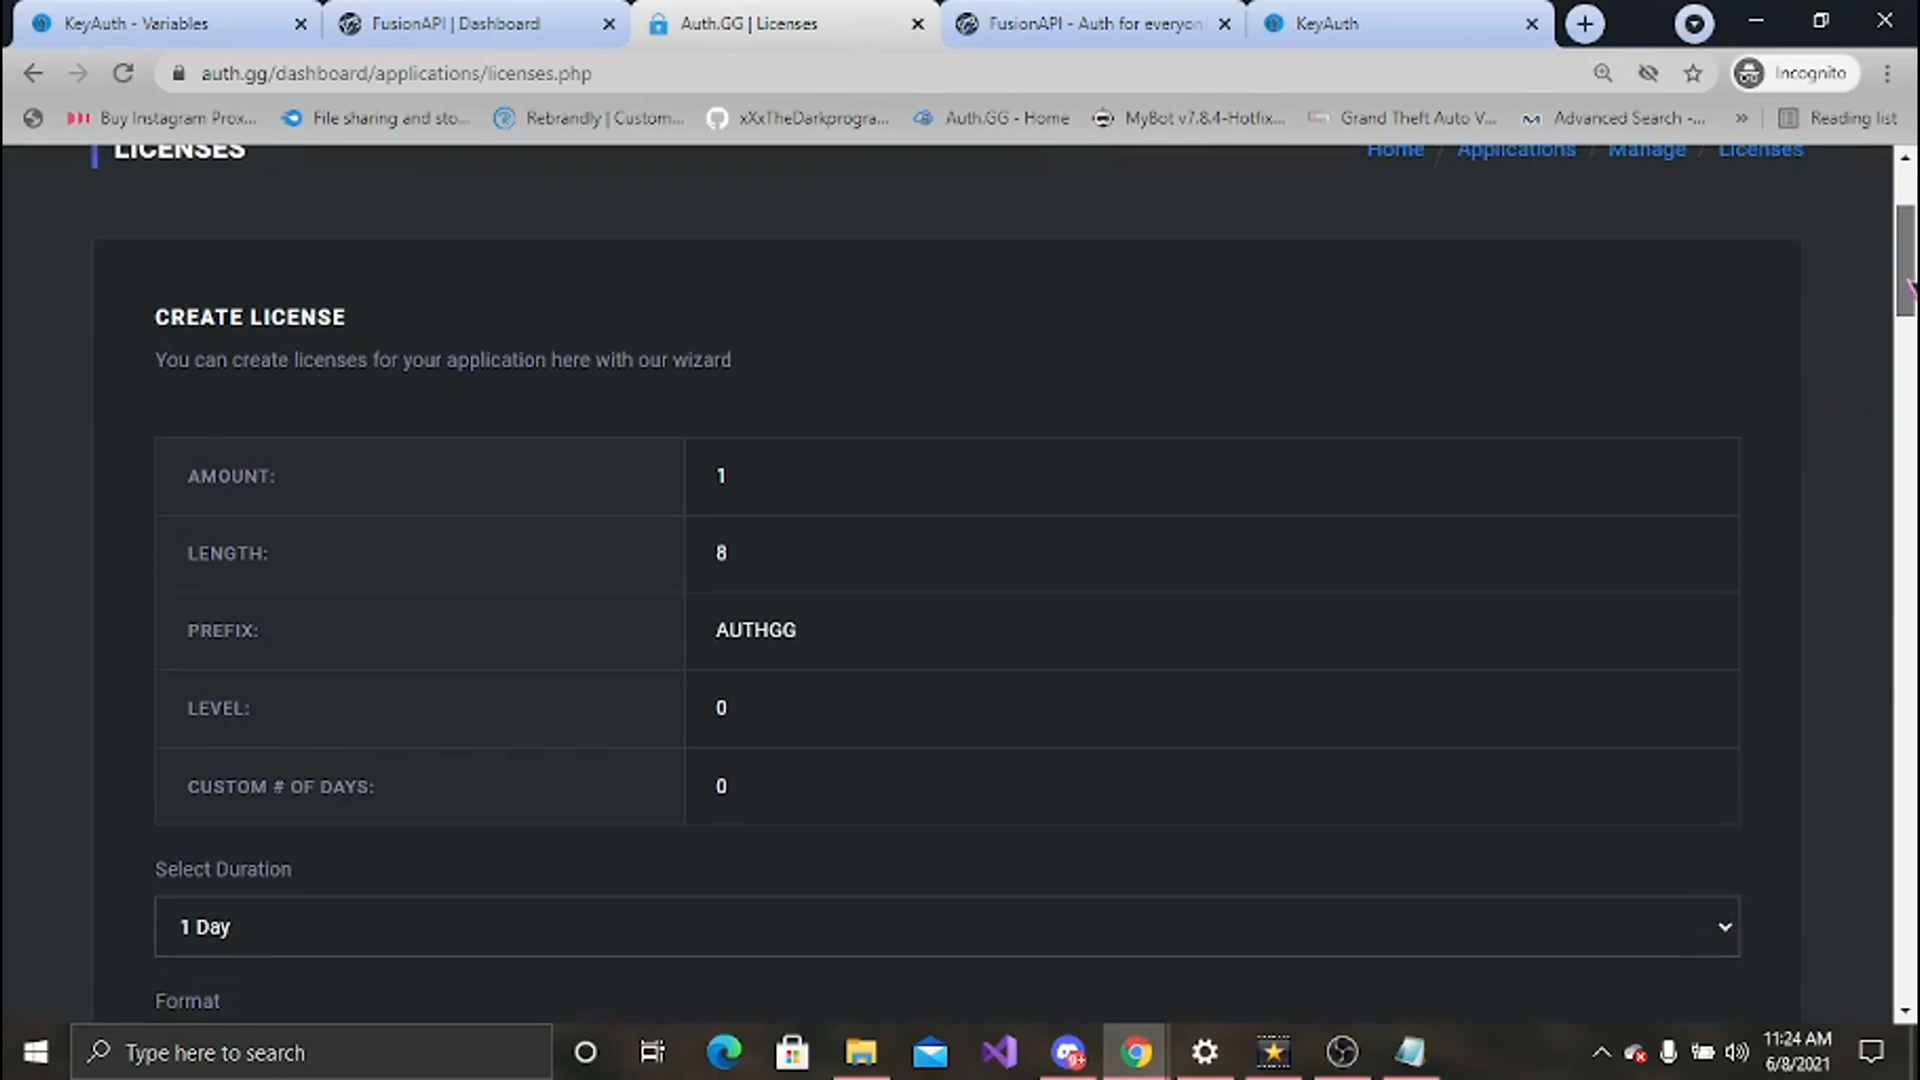 KeyAuth - Variables
FusionAPI | Dashboard
Auth.GG | Licenses
FusionAPI - Auth for everyon
KeyAuth
auth.gg/dashboard/applications/licenses.php
Incognito
Buy Instagram Prox...
File sharing and sto...
Rebrandly | Custom...
xXxTheDarkprogra...
Auth.GG - Home
MyBot v7.8.4-Hotfix...
Grand Theft Auto V...
Advanced Search -...
»
Reading list
LICENSES
Home / Applications / Manage / Licenses
CREATE LICENSE
You can create licenses for your application here with our wizard
AMOUNT: 1
LENGTH: 8
PREFIX: AUTHGG
LEVEL: 0
CUSTOM # OF DAYS: 0
Select Duration
1 Day
Format
Type here to search
9+
11:24 AM
6/8/2021